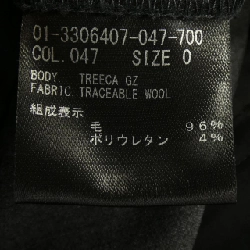 01-3306407-047-700
COL. 047 SIZE 0
BODY. TREECA GZ
FABRIC. TRACEABLE WOOL
組成表示
毛 96%
ポリウレタン 4%